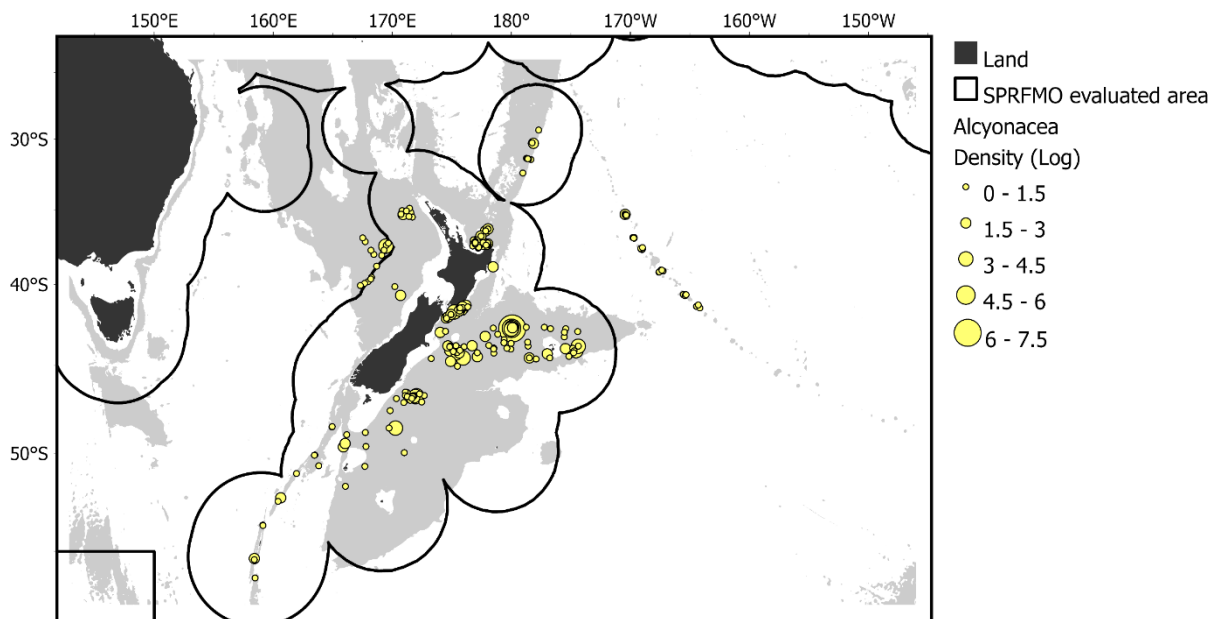 150°E 160°E 170°E 180° 170°W 160°W 150°W
30°S
40°S
50°S
Land
SPRFMO evaluated area
Alcyonacea
Density (Log)
0 - 1.5
1.5 - 3
3 - 4.5
4.5 - 6
6 - 7.5